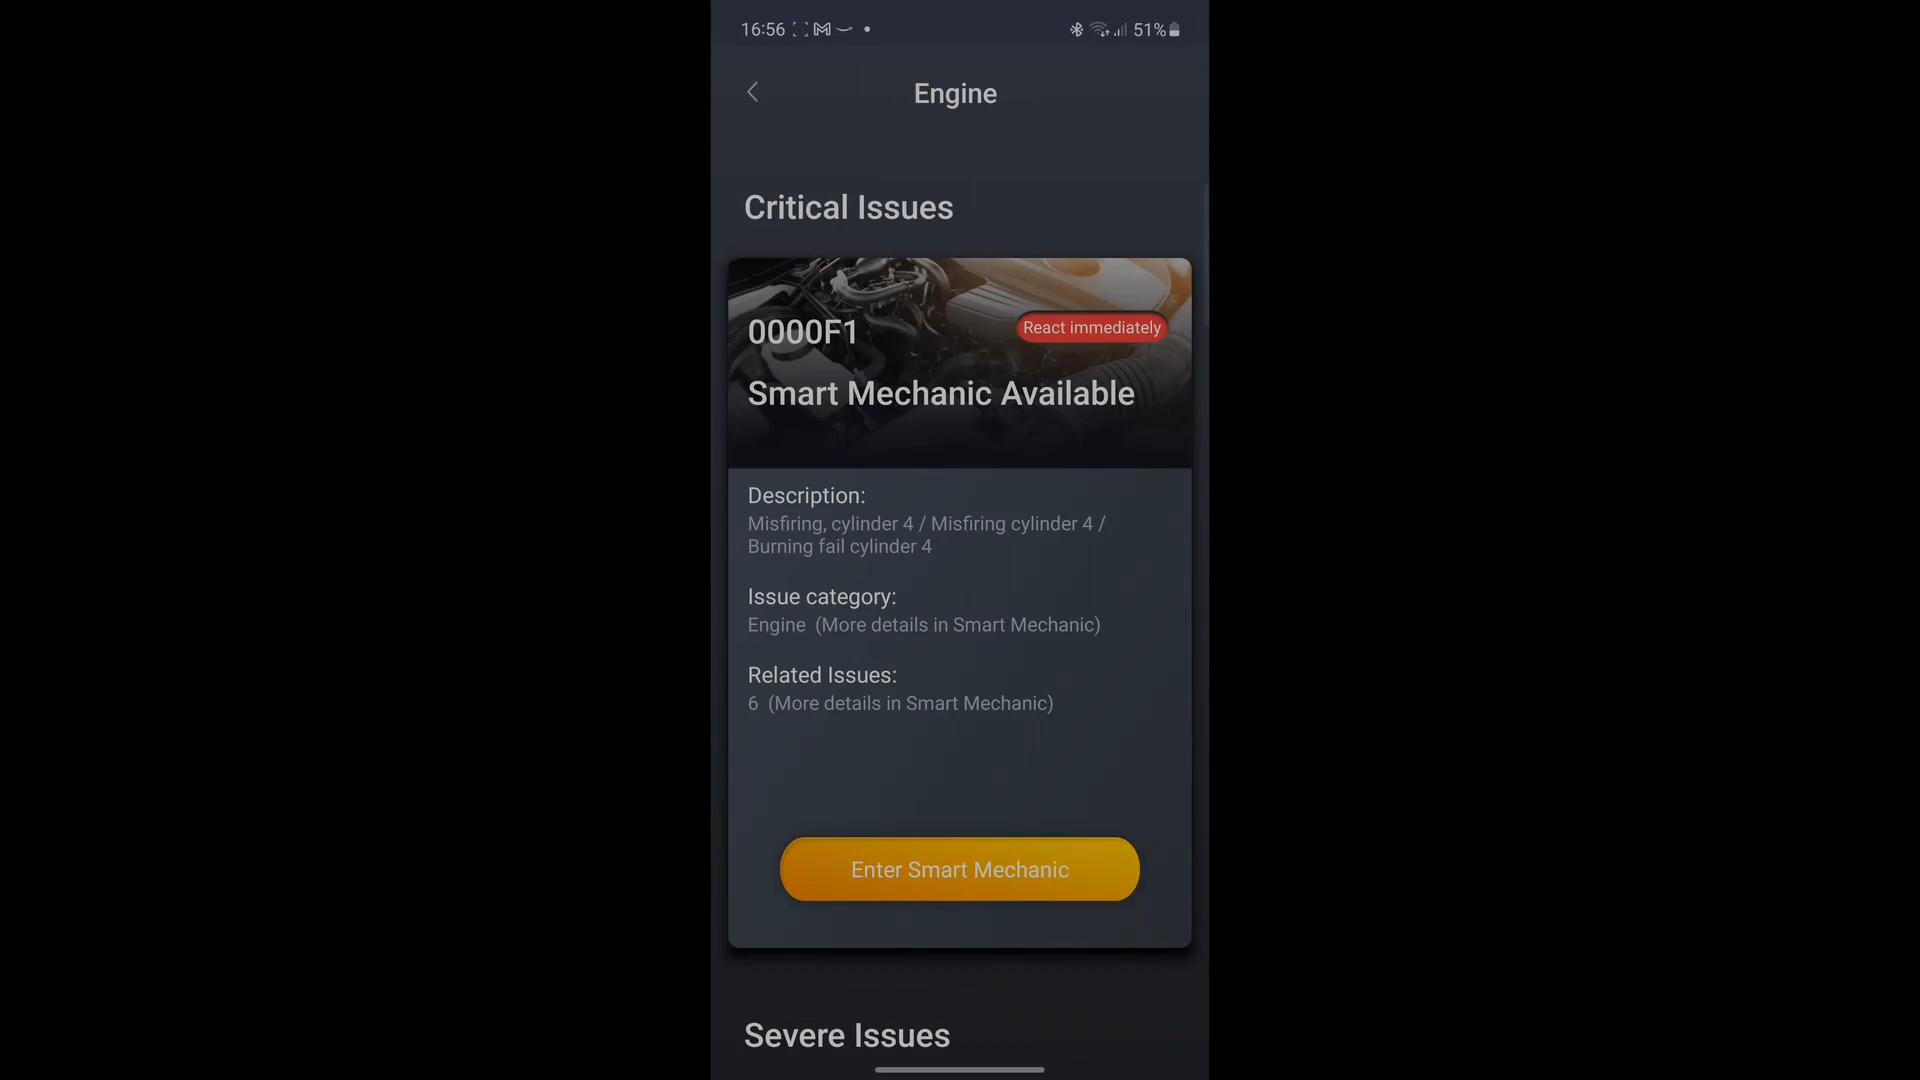 16:56 51%
Engine
Critical Issues
0000F1 React immediately
Smart Mechanic Available
Description:
Misfiring, cylinder 4 / Misfiring cylinder 4 /
Burning fail cylinder 4
Issue category:
Engine (More details in Smart Mechanic)
Related Issues:
6 (More details in Smart Mechanic)
Enter Smart Mechanic
Severe Issues